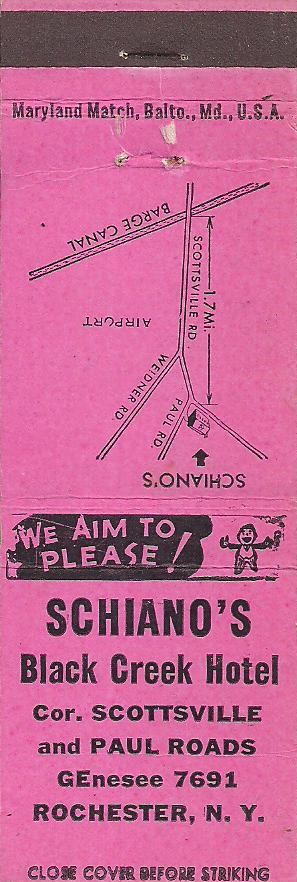 Maryland Match, Balto., Md., U.S.A.
BARGE CANAL
SCOTTSVILLE RD.
1.7 Mi.
AIRPORT
WEIDNER RD
PAUL RD.
SCHIANO'S
WE AIM TO
PLEASE!
SCHIANO'S
Black Creek Hotel
Cor. SCOTTSVILLE
and PAUL ROADS
GEnesee 7691
ROCHESTER, N. Y.
CLOSE COVER BEFORE STRIKING